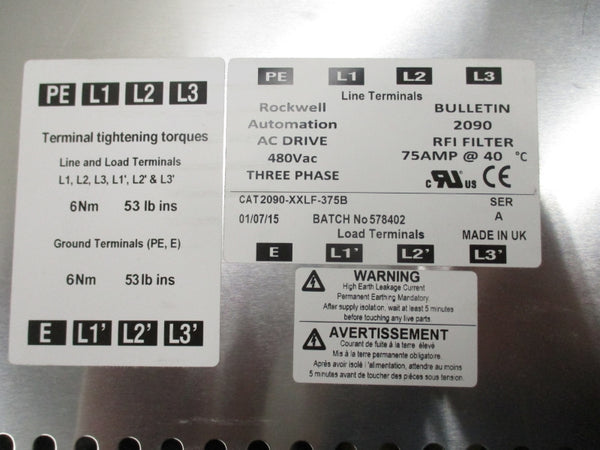 PE L1 L2 L3
Terminal tightening torques
Line and Load Terminals
L1, L2, L3, L1', L2' & L3'
6Nm 53 lb ins
Ground Terminals (PE, E)
6Nm 53 lb ins
E L1' L2' L3'
PE L1 L2 L3
Line Terminals
Rockwell BULLETIN
Automation 2090
AC DRIVE RFI FILTER
480Vac 75AMP @ 40 °C
THREE PHASE
c RU us CE
CAT 2090-XXLF-375B SER
01/07/15 BATCH No 578402 A
Load Terminals MADE IN UK
E L1' L2' L3'
WARNING
High Earth Leakage Current
Permanent Earthing Mandatory.
After supply isolation, wait at least 5 minutes
before touching any live parts.
AVERTISSEMENT
Courant de fuite à la terre élevé
Mis à la terre permanente obligatoire.
Après avoir isolé l'alimentation, attendre au moins
5 minutes avant de toucher des pièces sous tension.